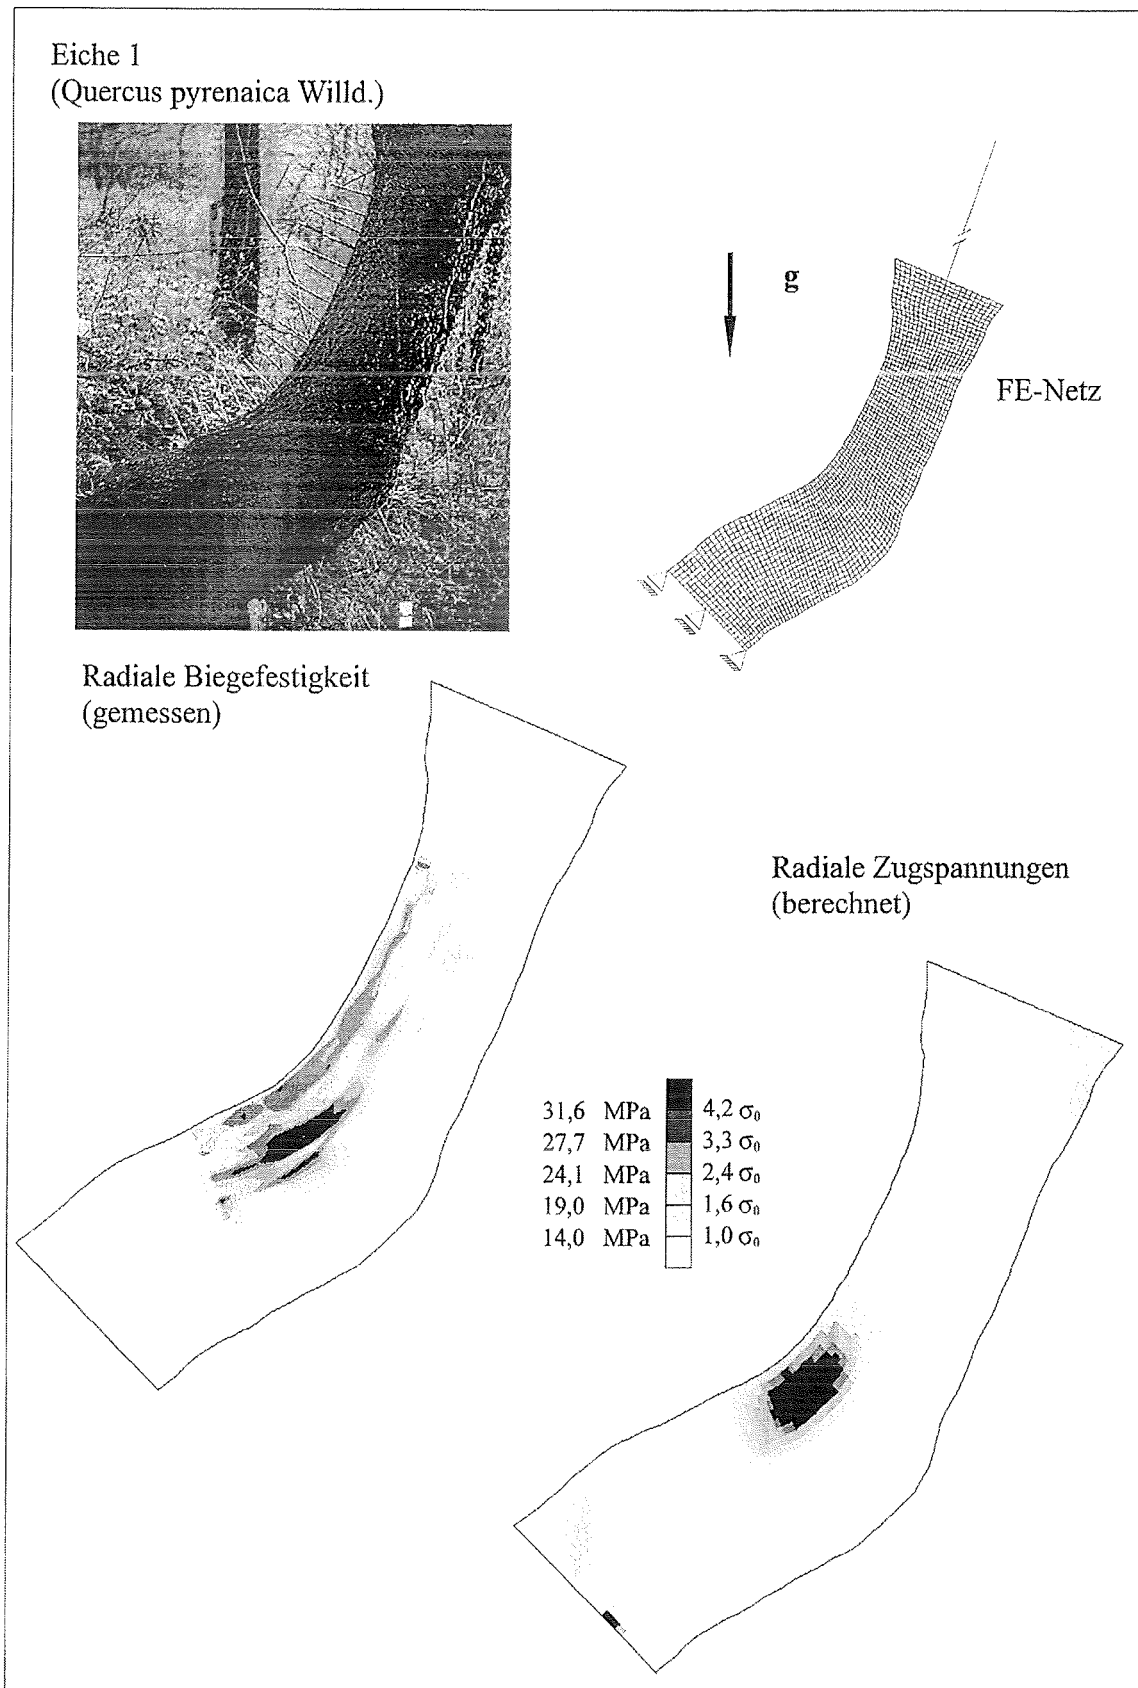 Eiche 1
(Quercus pyrenaica Willd.)
g
FE-Netz
Radiale Biegefestigkeit
(gemessen)
Radiale Zugspannungen
(berechnet)
31,6 MPa 4,2 σ₀
27,7 MPa 3,3 σ₀
24,1 MPa 2,4 σ₀
19,0 MPa 1,6 σ₀
14,0 MPa 1,0 σ₀